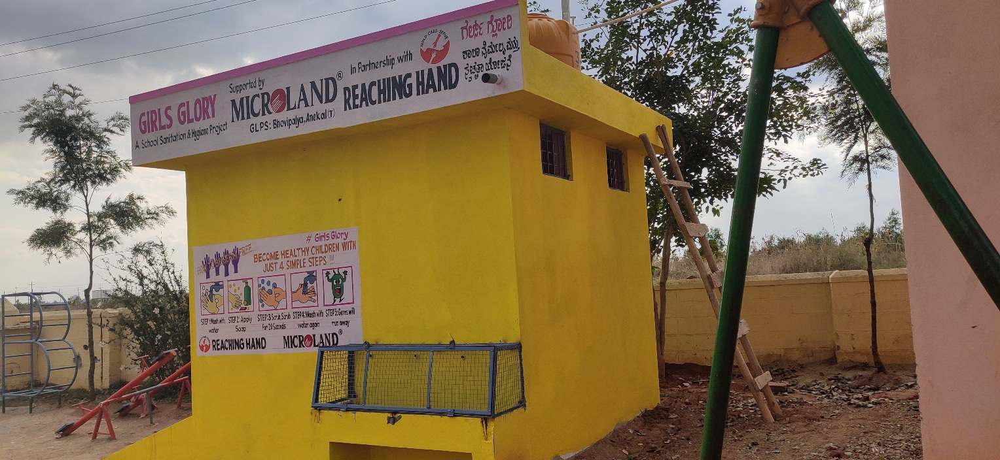 GIRLS GLORY
A School Sanitation & Hygiene Project
Supported by
MICROLAND®
GLPS: Bhovipalya, Anekal(T)
In Partnership with
REACHING HAND
GIRLS CARE SERVE
ಗರ್ಲ್ಸ್ ಗ್ಲೋರಿ
ಶಾಲಾ ನೈರ್ಮಲ್ಯ ಮತ್ತು
ಸ್ವಚ್ಛತಾ ಯೋಜನೆ
# Girls Glory
BECOME HEALTHY CHILDREN WITH
JUST 4 SIMPLE STEPS !!!
STEP 1: Wash with water
STEP 2: Apply Soap
STEP:3 Scrub, Scrub For 20 Seconds
STEP 4: Wash with water again
STEP 5: Germs will run away
REACHING HAND
MICROLAND®